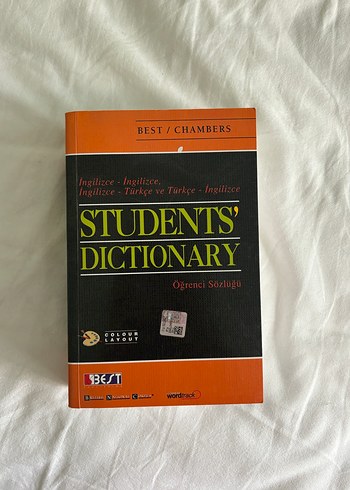 BEST / CHAMBERS
İngilizce - İngilizce,
İngilizce - Türkçe ve Türkçe - İngilizce
STUDENTS'
DICTIONARY
Öğrenci Sözlüğü
COLOUR
LAYOUT
BEST
wordtrack